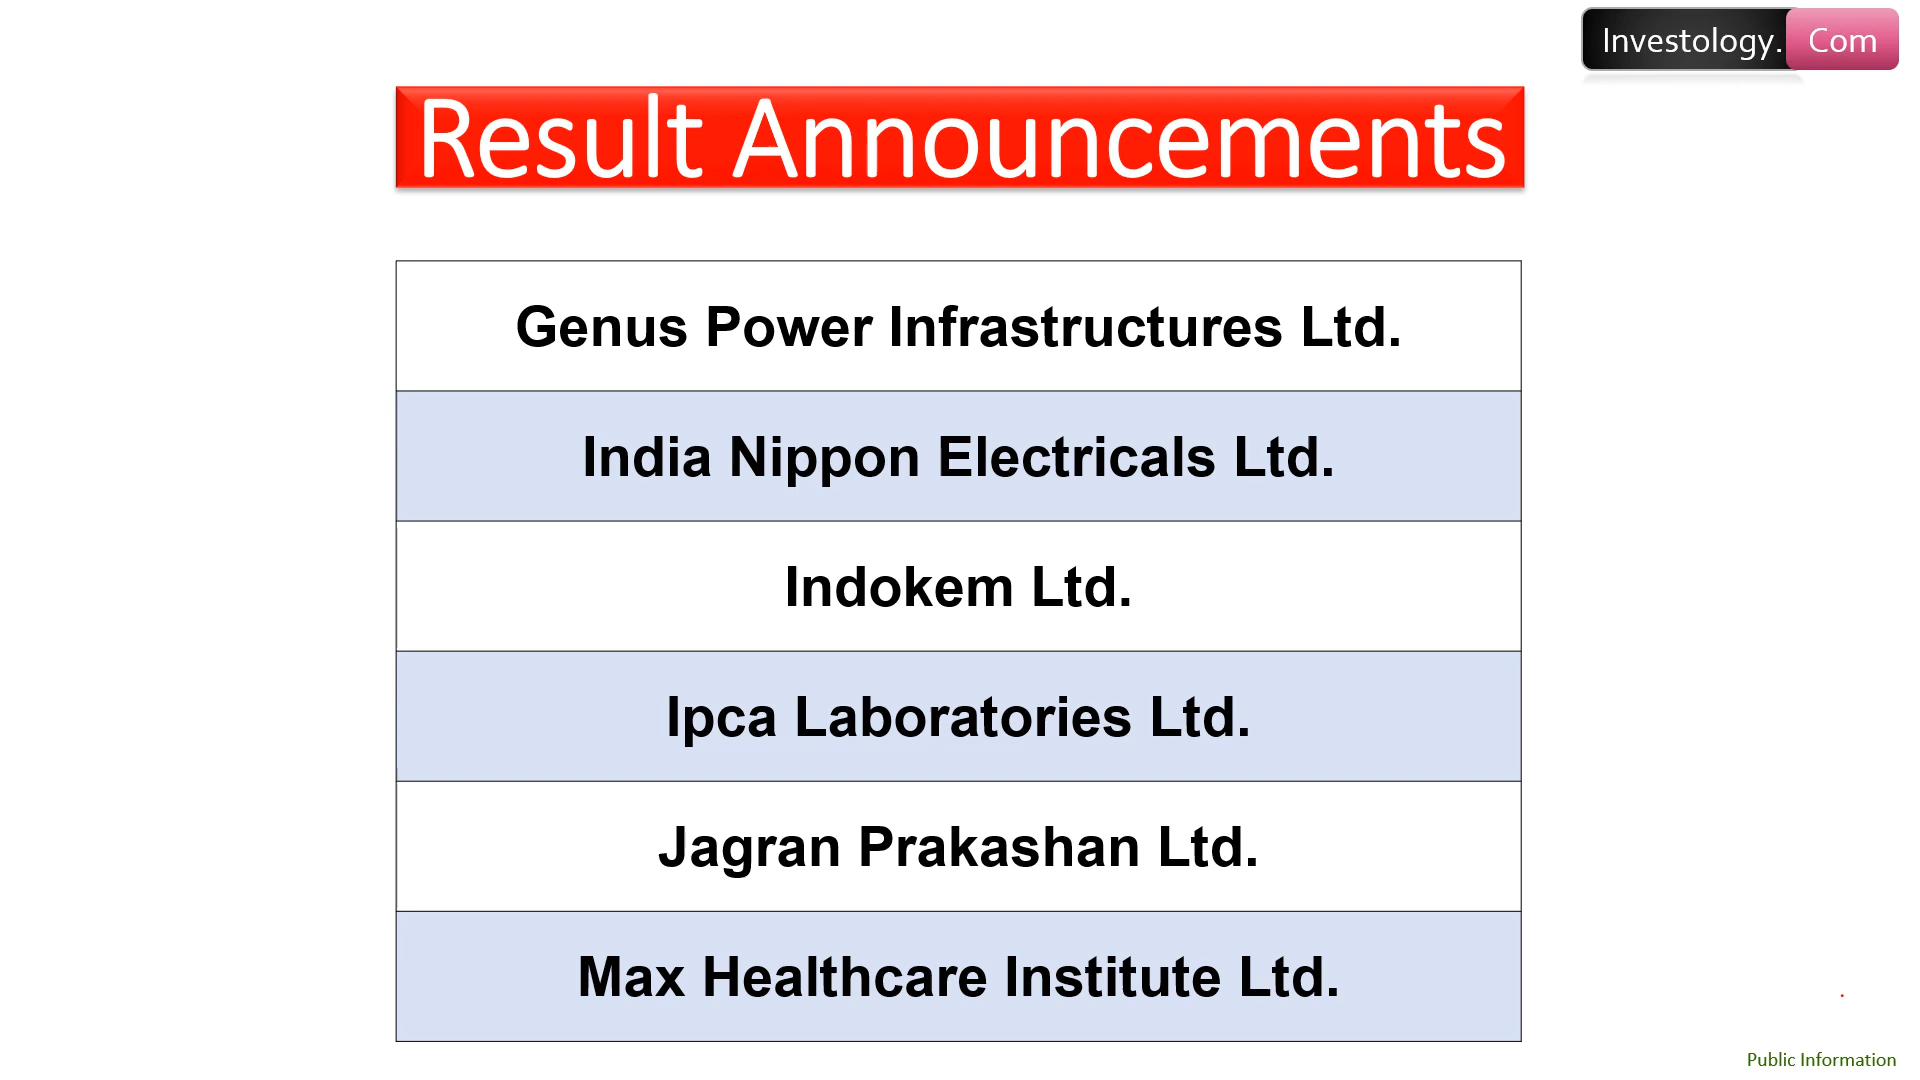 Investology. Com
Result Announcements
Genus Power Infrastructures Ltd.
India Nippon Electricals Ltd.
Indokem Ltd.
Ipca Laboratories Ltd.
Jagran Prakashan Ltd.
Max Healthcare Institute Ltd.
Public Information